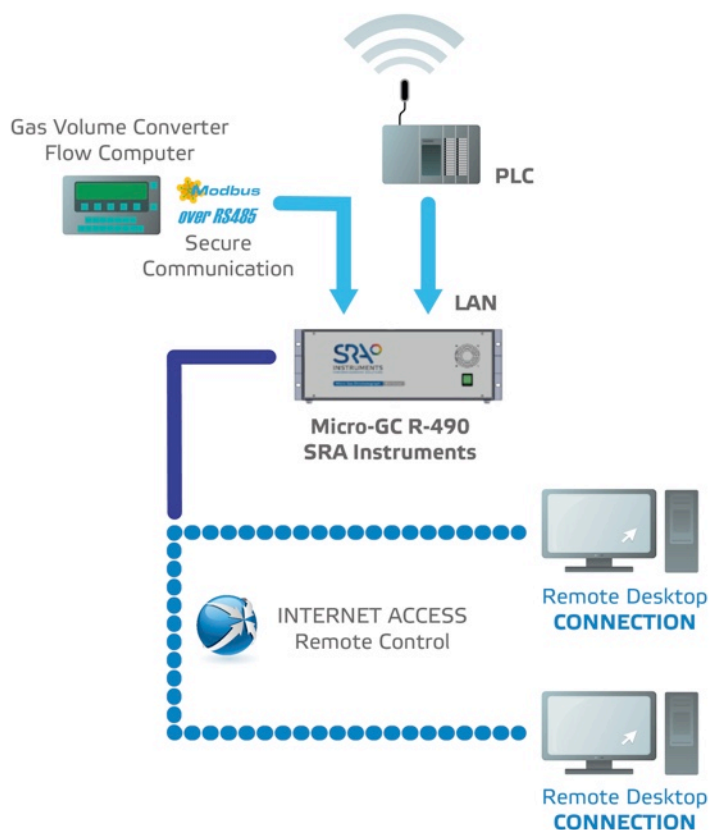 Gas Volume Converter
Flow Computer
Modbus
over RS485
Secure
Communication
PLC
LAN
SRA
INSTRUMENTS
Micro-GC R-490
SRA Instruments
INTERNET ACCESS
Remote Control
Remote Desktop
CONNECTION
Remote Desktop
CONNECTION